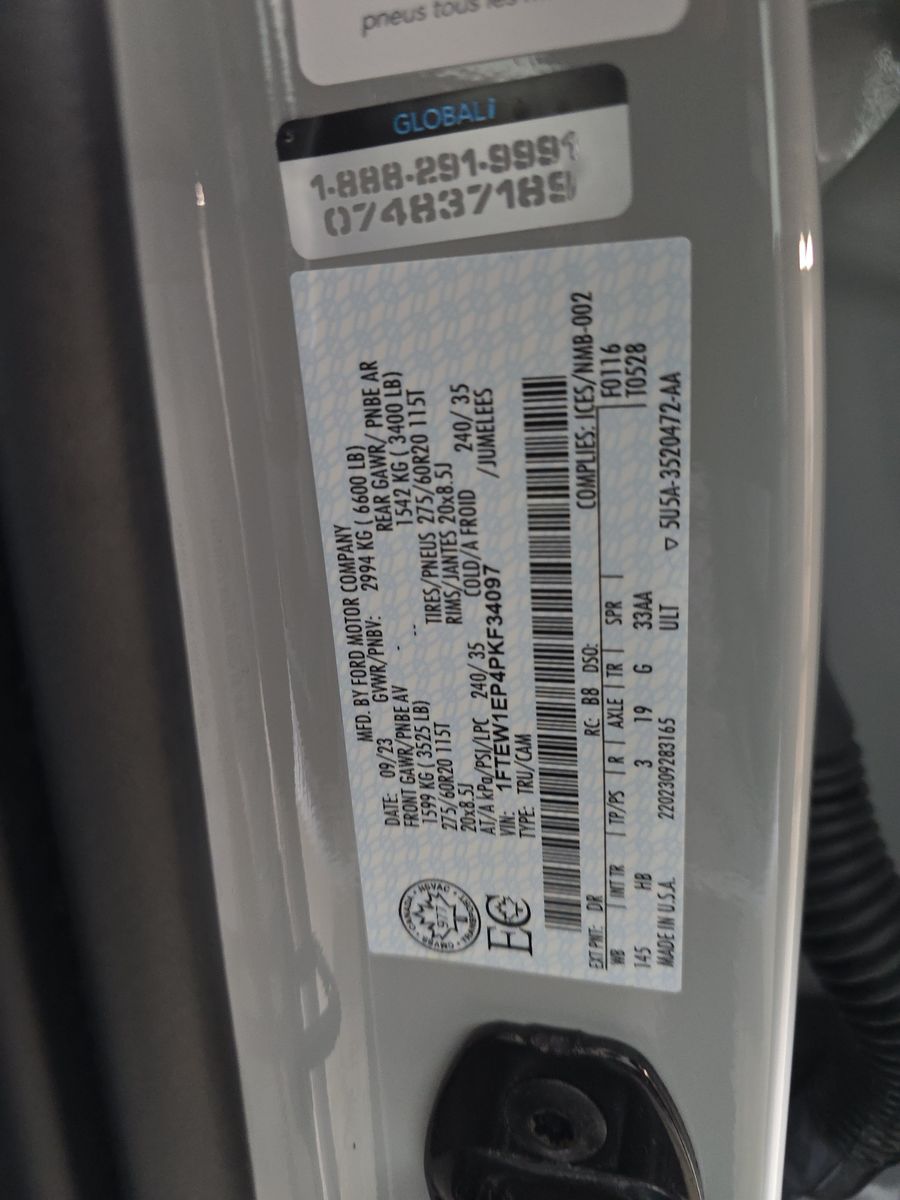 pneus tous les
GLOBALi
1-888-291-9991
074837189
MFD. BY FORD MOTOR COMPANY
DATE: 09/23 GVWR/PNBV: 2994 KG ( 6600 LB)
FRONT GAWR/PNBE AV REAR GAWR/ PNBE AR
1599 KG ( 3525 LB) 1542 KG ( 3400 LB)
275/60R20 115T TIRES/PNEUS 275/60R20 115T
20x8.5J RIMS/JANTES 20x8.5J
AT/A kPa/PSI/LPC 240/ 35 COLD/A FROID 240/ 35
VIN: 1FTEW1EP4PKF34097 /JUMELEES
TYPE: TRU/CAM
977
EC
COMPLIES: ICES/NMB-002
EXT PNT: DR RC: B8 DSO: F0116
WB INT TR TP/PS R AXLE TR SPR T0528
145 HB 3 19 G 33AA
ULT
MADE IN U.S.A. 2202309283165 5U5A-3520472-AA